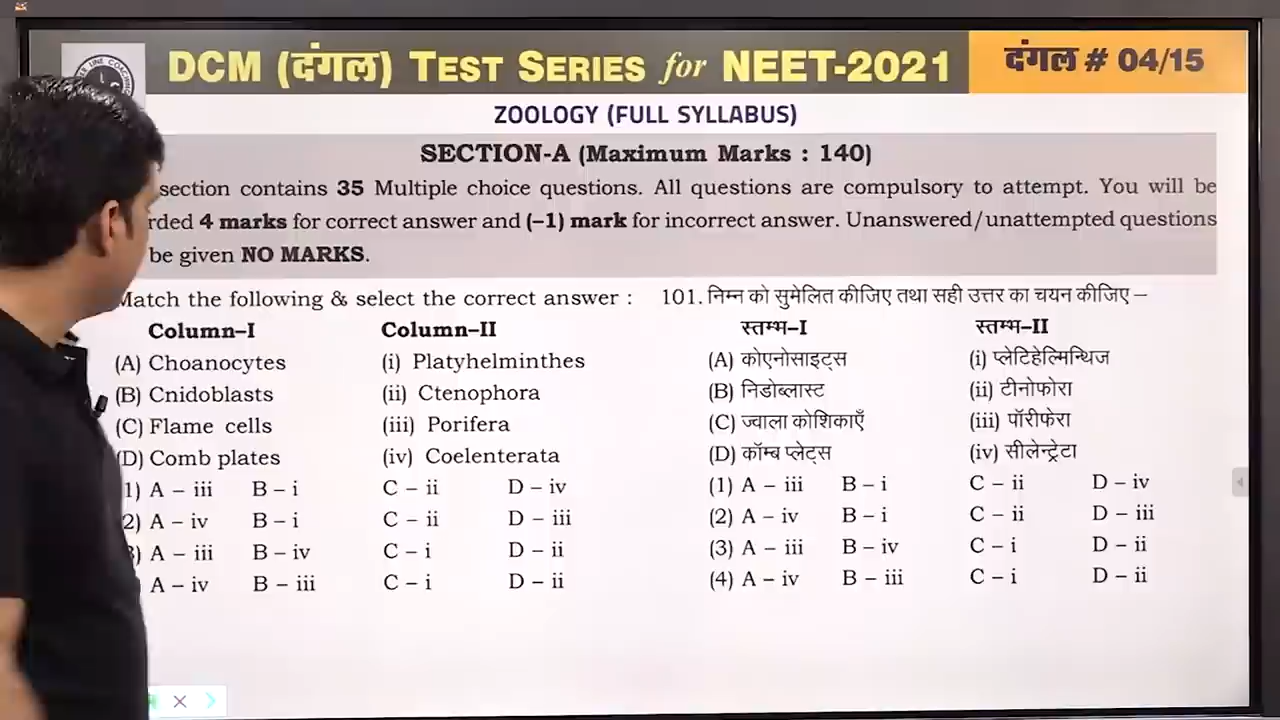 DCM (दंगल) TEST SERIES for NEET-2021
दंगल # 04/15
ZOOLOGY (FULL SYLLABUS)
SECTION-A (Maximum Marks : 140)
section contains 35 Multiple choice questions. All questions are compulsory to attempt. You will be
4 marks for correct answer and (–1) mark for incorrect answer. Unanswered/unattempted questions
be given NO MARKS.
Match the following & select the correct answer :
Column–I Column–II
(A) Choanocytes (i) Platyhelminthes
(B) Cnidoblasts (ii) Ctenophora
(C) Flame cells (iii) Porifera
(D) Comb plates (iv) Coelenterata
1) A – iii B – i C – ii D – iv
2) A – iv B – i C – ii D – iii
3) A – iii B – iv C – i D – ii
A – iv B – iii C – i D – ii
101. निम्न को सुमेलित कीजिए तथा सही उत्तर का चयन कीजिए –
स्तम्भ–I स्तम्भ–II
(A) कोएनोसाइट्स (i) प्लेटिहेल्मिन्थिज
(B) निडोब्लास्ट (ii) टीनोफोरा
(C) ज्वाला कोशिकाएँ (iii) पॉरीफेरा
(D) कॉम्ब प्लेट्स (iv) सीलेन्ट्रेटा
(1) A – iii B – i C – ii D – iv
(2) A – iv B – i C – ii D – iii
(3) A – iii B – iv C – i D – ii
(4) A – iv B – iii C – i D – ii